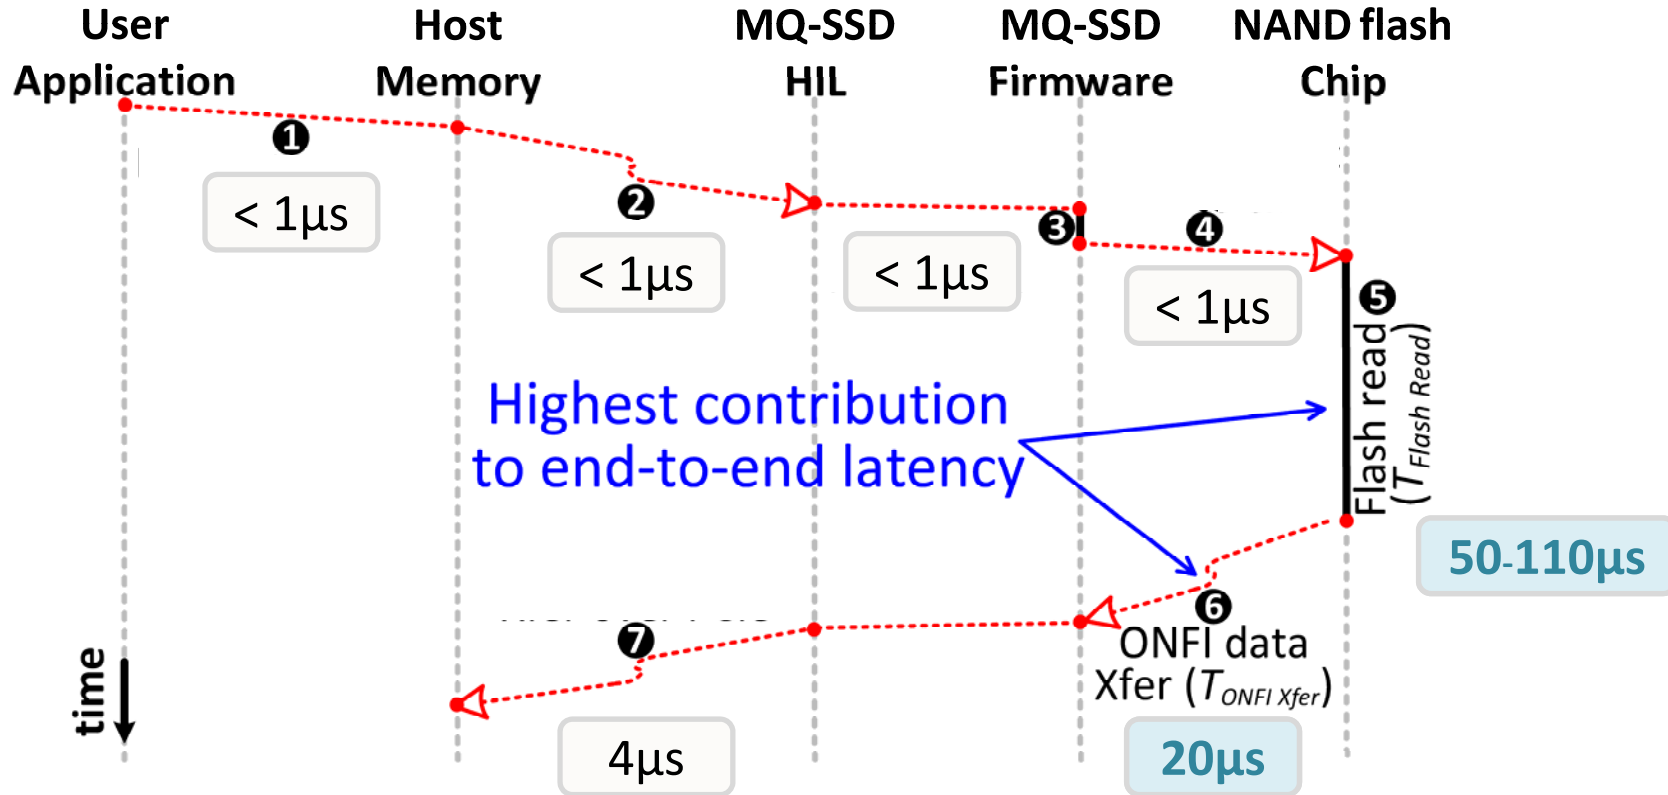 User Application
Host Memory
MQ-SSD HIL
MQ-SSD Firmware
NAND flash Chip
1
< 1µs
2
< 1µs
< 1µs
3
4
< 1µs
5
Flash read
(T Flash Read)
Highest contribution
to end-to-end latency
50-110µs
6
ONFI data
Xfer (T ONFI Xfer)
20µs
7
4µs
time